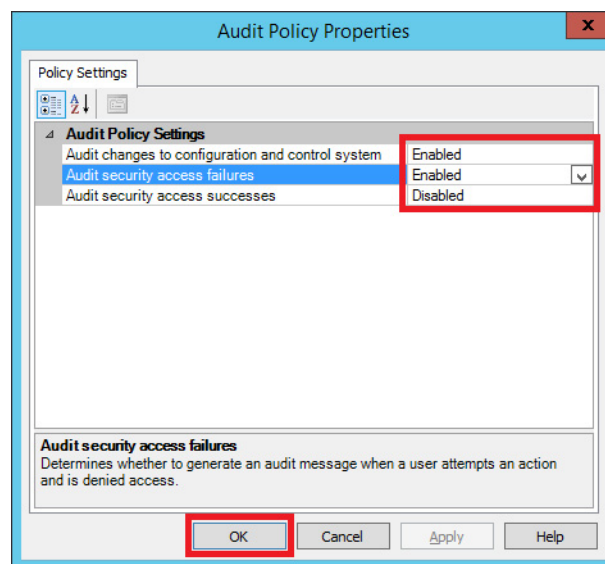 Audit Policy Properties
x
Policy Settings
Audit Policy Settings
Audit changes to configuration and control system Enabled
Audit security access failures Enabled
Audit security access successes Disabled
Audit security access failures
Determines whether to generate an audit message when a user attempts an action
and is denied access.
OK Cancel Apply Help